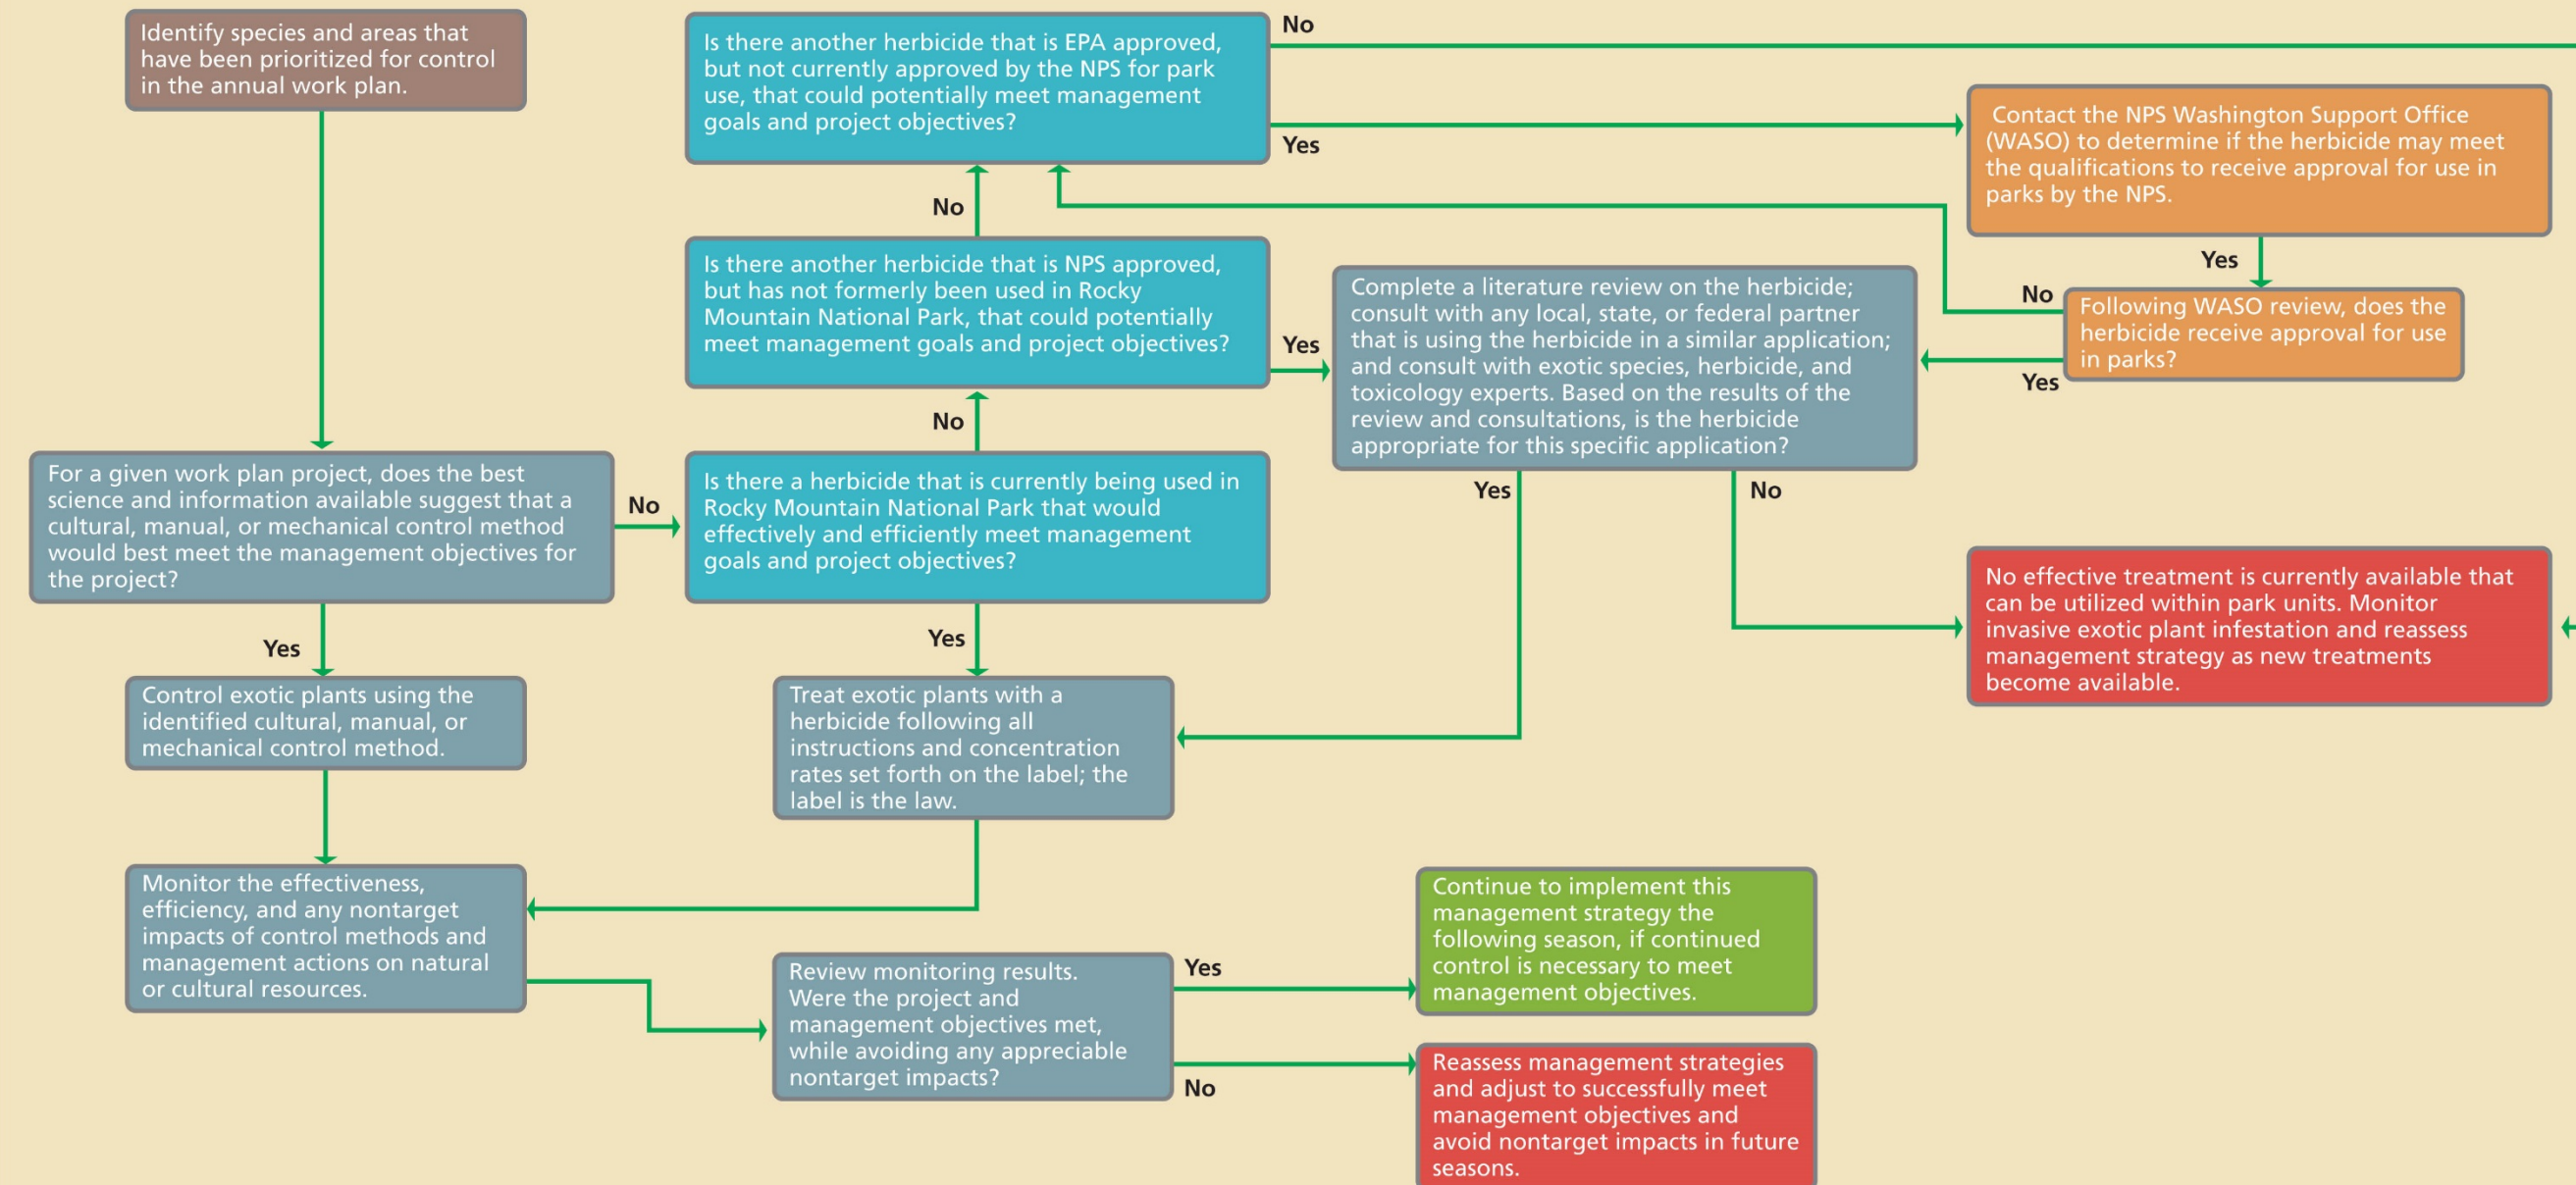 Identify species and areas that
have been prioritized for control
in the annual work plan.
For a given work plan project, does the best
science and information available suggest that a
cultural, manual, or mechanical control method
would best meet the management objectives for
the project?
No
Yes
Control exotic plants using the
identified cultural, manual, or
mechanical control method.
Monitor the effectiveness,
efficiency, and any nontarget
impacts of control methods and
management actions on natural
or cultural resources.
Is there another herbicide that is EPA approved,
but not currently approved by the NPS for park
use, that could potentially meet management
goals and project objectives?
No
Yes
No
Is there another herbicide that is NPS approved,
but has not formerly been used in Rocky
Mountain National Park, that could potentially
meet management goals and project objectives?
Yes
No
Is there a herbicide that is currently being used in
Rocky Mountain National Park that would
effectively and efficiently meet management
goals and project objectives?
Yes
Treat exotic plants with a
herbicide following all
instructions and concentration
rates set forth on the label; the
label is the law.
Review monitoring results.
Were the project and
management objectives met,
while avoiding any appreciable
nontarget impacts?
Yes
No
Complete a literature review on the herbicide;
consult with any local, state, or federal partner
that is using the herbicide in a similar application;
and consult with exotic species, herbicide, and
toxicology experts. Based on the results of the
review and consultations, is the herbicide
appropriate for this specific application?
Yes
No
Continue to implement this
management strategy the
following season, if continued
control is necessary to meet
management objectives.
Reassess management strategies
and adjust to successfully meet
management objectives and
avoid nontarget impacts in future
seasons.
Contact the NPS Washington Support Office
(WASO) to determine if the herbicide may meet
the qualifications to receive approval for use in
parks by the NPS.
Yes
No
Following WASO review, does the
herbicide receive approval for use
in parks?
Yes
No effective treatment is currently available that
can be utilized within park units. Monitor
invasive exotic plant infestation and reassess
management strategy as new treatments
become available.